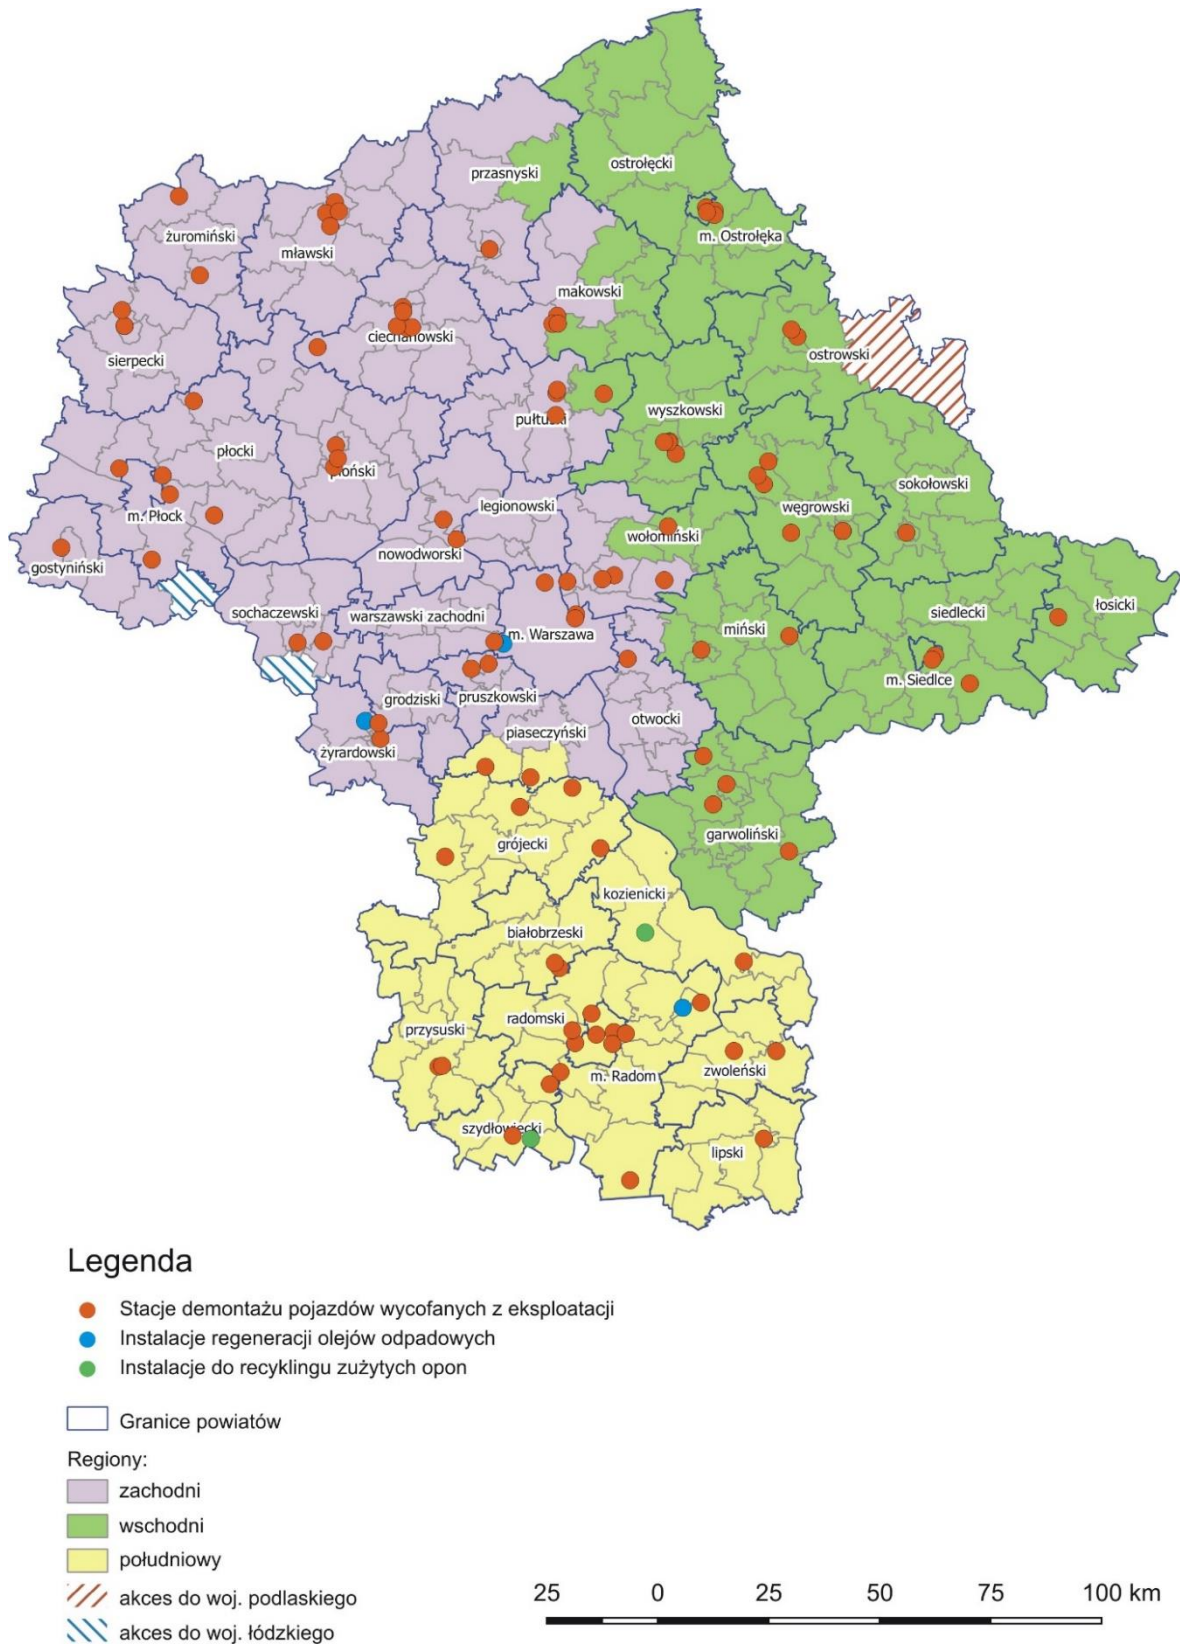 przasnyski
ostrołęcki
żuromiński
mławski
m. Ostrołęka
makowski
ciechanowski
ostrowski
sierpecki
pułtuski
wyszkowski
płocki
płoński
sokołowski
legionowski
węgrowski
m. Płock
wołomiński
nowodworski
gostyniński
sochaczewski
warszawski zachodni
m. Warszawa
siedlecki
łosicki
miński
m. Siedlce
grodziski
pruszkowski
otwocki
piaseczyński
żyrardowski
garwoliński
grójecki
kozienicki
białobrzeski
radomski
przysuski
zwoleński
m. Radom
szydłowiecki
lipski
Legenda
Stacje demontażu pojazdów wycofanych z eksploatacji
Instalacje regeneracji olejów odpadowych
Instalacje do recyklingu zużytych opon
Granice powiatów
Regiony:
zachodni
wschodni
południowy
akces do woj. podlaskiego
akces do woj. łódzkiego
25 0 25 50 75 100 km